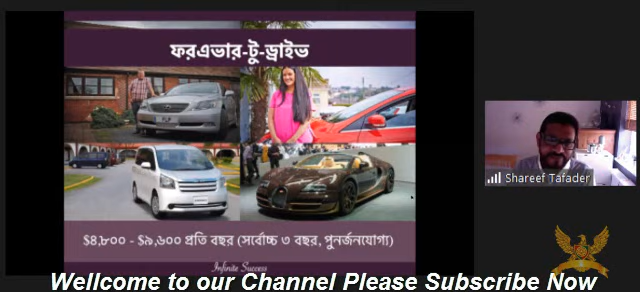 ফরএভার-টু-ড্রাইভ
$৪,৮০০ - $৯,৬০০ প্রতি বছর (সর্বোচ্চ ৩ বছর, পুনর্জনযোগ্য)
Infinite Success
Shareef Tafader
Wellcome to our Channel Please Subscribe Now